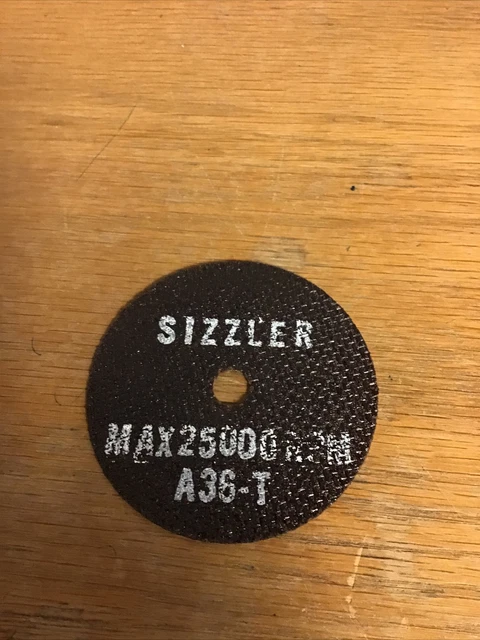 SIZZLER
MAX25000 RPM
A36-T